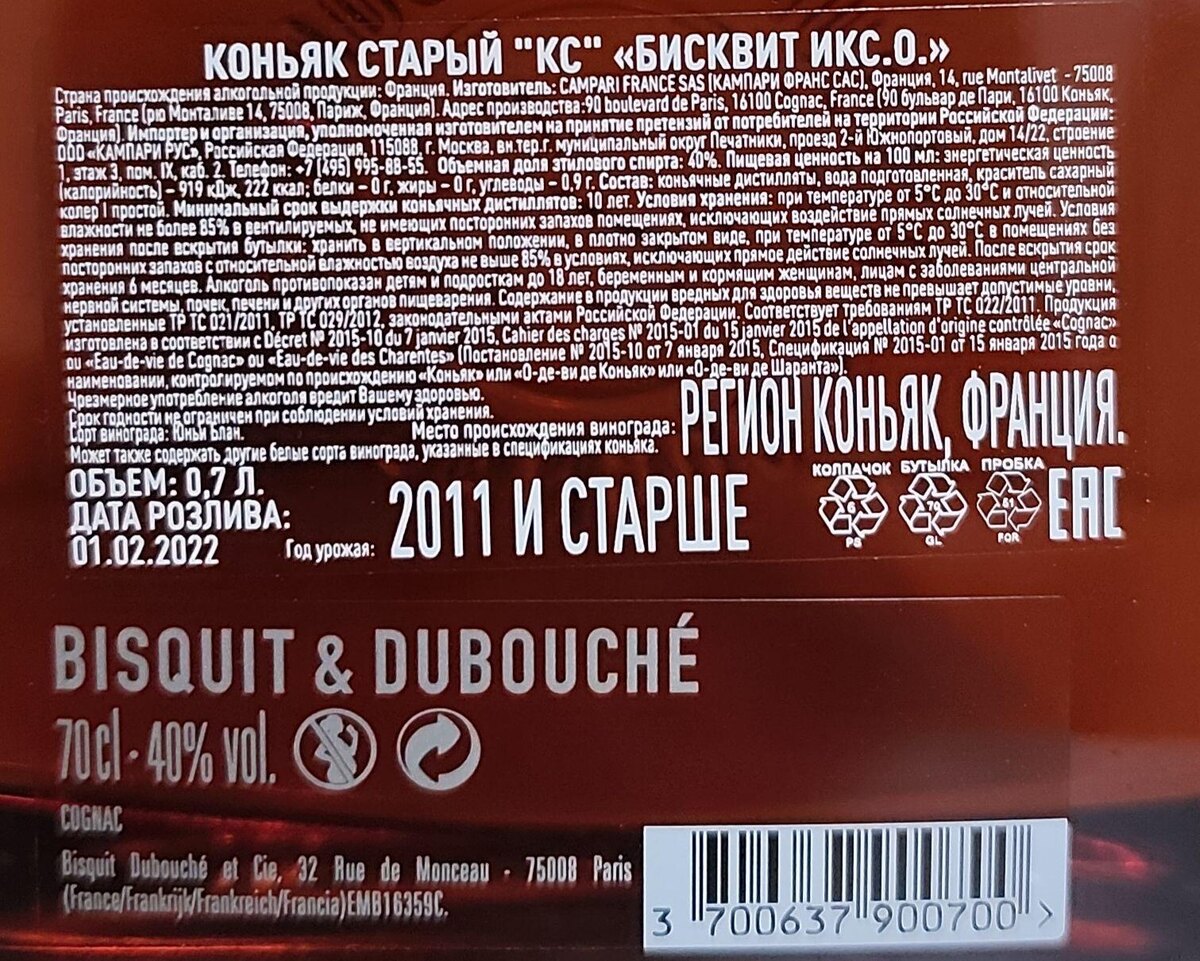 КОНЬЯК СТАРЫЙ "КС" «БИСКВИТ ИКС.О.»
Страна происхождения алкогольной продукции: Франция. Изготовитель: CAMPARI FRANCE SAS (КАМПАРИ ФРАНС САС), Франция, 14, rue Montalivet - 75008
Paris, France (рю Монталиве 14, 75008, Париж, Франция). Адрес производства:90 boulevard de Paris, 16100 Cognac, France (90 бульвар де Пари, 16100 Коньяк,
Франция). Импортер и организация, уполномоченная изготовителем на принятие претензий от потребителей на территории Российской Федерации:
ООО «КАМПАРИ РУС», Российская Федерация, 115088, г. Москва, вн.тер.г. муниципальный округ Печатники, проезд 2-й Южнопортовый, дом 14/22, строение
1, этаж 3, пом. IX, каб. 2. Телефон: +7 (495) 995-88-55. Объемная доля этилового спирта: 40%. Пищевая ценность на 100 мл: энергетическая ценность
(калорийность) – 919 кДж, 222 ккал; белки – 0 г, жиры – 0 г, углеводы – 0,9 г. Состав: коньячные дистилляты, вода подготовленная, краситель сахарный
колер I простой. Минимальный срок выдержки коньячных дистиллятов: 10 лет. Условия хранения: при температуре от 5°С до 30°С и относительной
влажности не более 85% в вентилируемых, не имеющих посторонних запахов помещениях, исключающих воздействие прямых солнечных лучей. Условия
хранения после вскрытия бутылки: хранить в вертикальном положении, в плотно закрытом виде, при температуре от 5°С до 30°С в помещениях без
посторонних запахов с относительной влажностью воздуха не выше 85% в условиях, исключающих прямое действие солнечных лучей. После вскрытия срок
хранения 6 месяцев. Алкоголь противопоказан детям и подросткам до 18 лет, беременным и кормящим женщинам, лицам с заболеваниями центральной
нервной системы, почек, печени и других органов пищеварения. Содержание в продукции вредных для здоровья веществ не превышает допустимые уровни,
установленные ТР ТС 021/2011, ТР ТС 029/2012, законодательными актами Российской Федерации. Соответствует требованиям ТР ТС 022/2011. Продукция
изготовлена в соответствии с Décret № 2015-10 du 7 janvier 2015, Cahier des charges № 2015-01 du 15 janvier 2015 de l'appellation d'origine contrôlée «Cognac»
ou «Eau-de-vie de Cognac» ou «Eau-de-vie des Charentes» (Постановление № 2015-10 от 7 января 2015, Спецификация № 2015-01 от 15 января 2015 года о
наименовании, контролируемом по происхождению «Коньяк» или «О-де-ви де Коньяк» или «О-де-ви де Шаранта»).
Чрезмерное употребление алкоголя вредит Вашему здоровью.
Срок годности не ограничен при соблюдении условий хранения.
Сорт винограда: Юньи Блан.
Место происхождения винограда: РЕГИОН КОНЬЯК, ФРАНЦИЯ.
Может также содержать другие белые сорта винограда, указанные в спецификациях коньяка.
ОБЪЕМ: 0,7 Л.
ДАТА РОЗЛИВА:
01.02.2022
Год урожая: 2011 И СТАРШЕ
КОЛПАЧОК БУТЫЛКА ПРОБКА
6 70 51
PS GL FOR
EAC
BISQUIT & DUBOUCHÉ
70cl · 40% vol.
COGNAC
Bisquit Dubouché et Cie, 32 Rue de Monceau - 75008 Paris
(France/Frankrijk/Frankreich/Francia)EMB16359C.
3 700637 900700 >